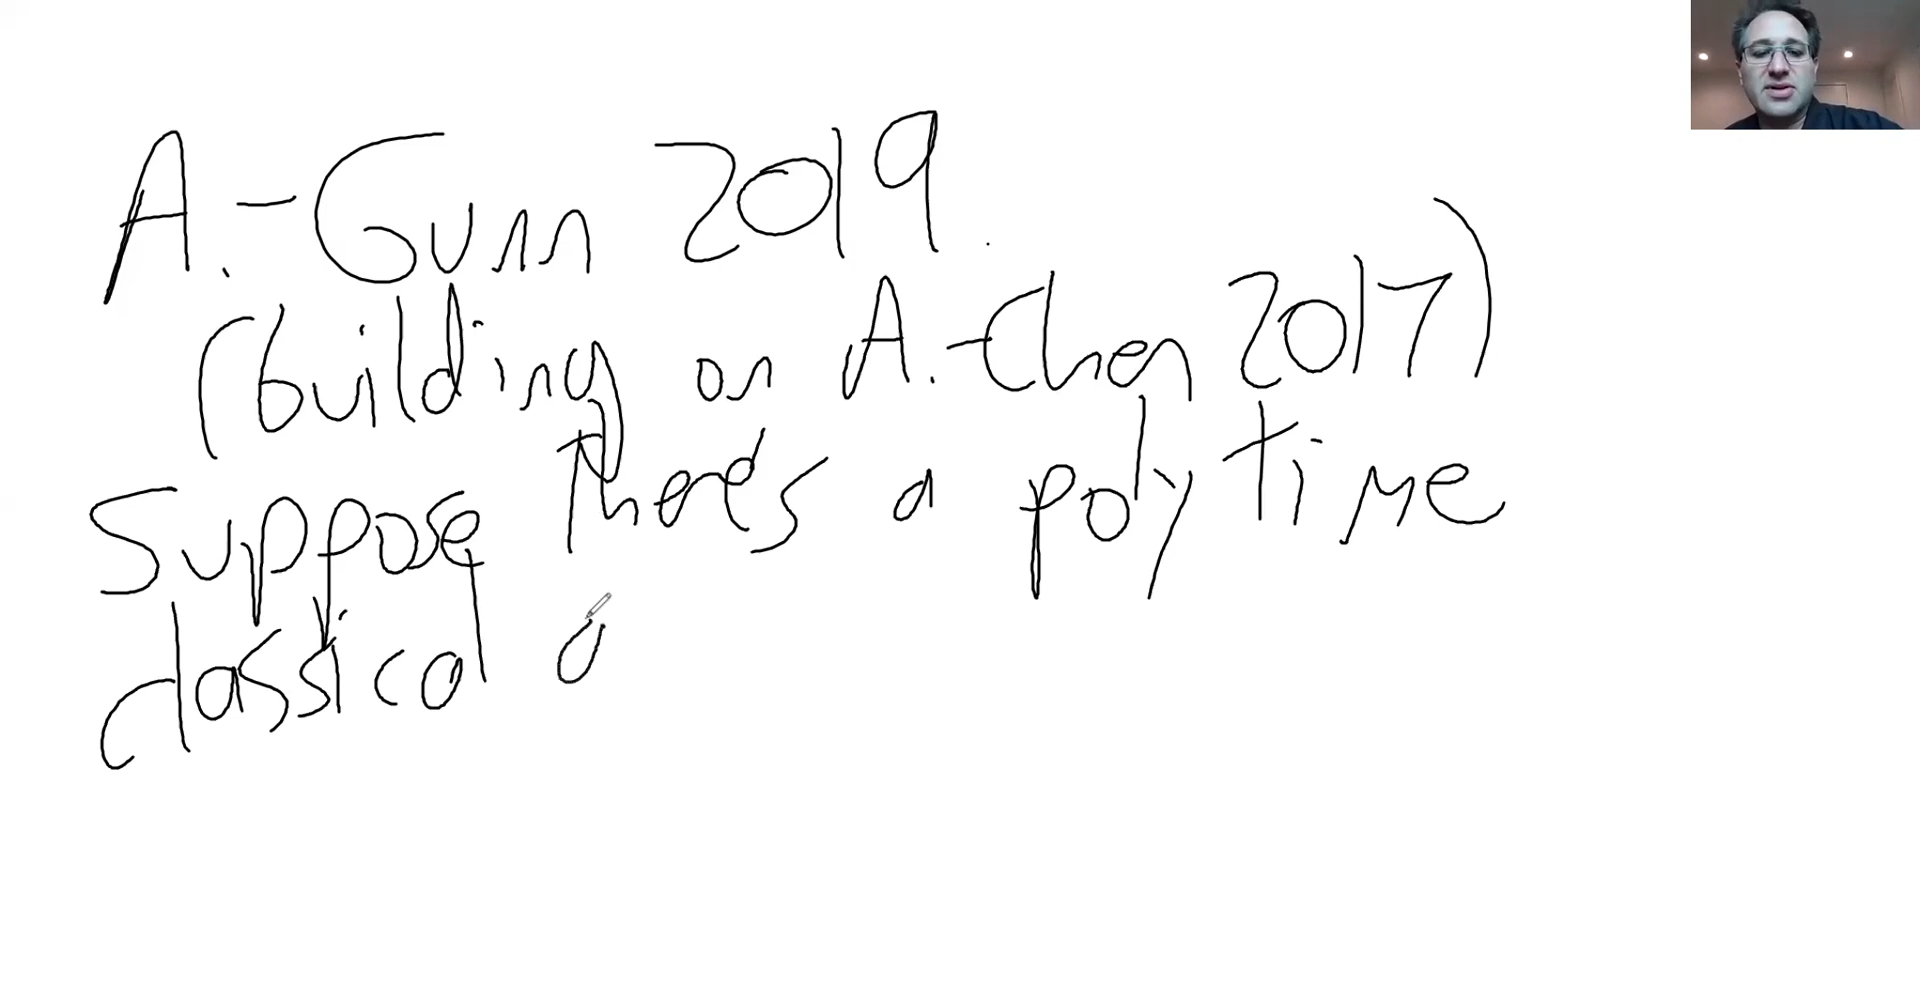 A.-Gunn 2019.
(building on A.-Chen 2017)
Suppose there's a polytime
classical a